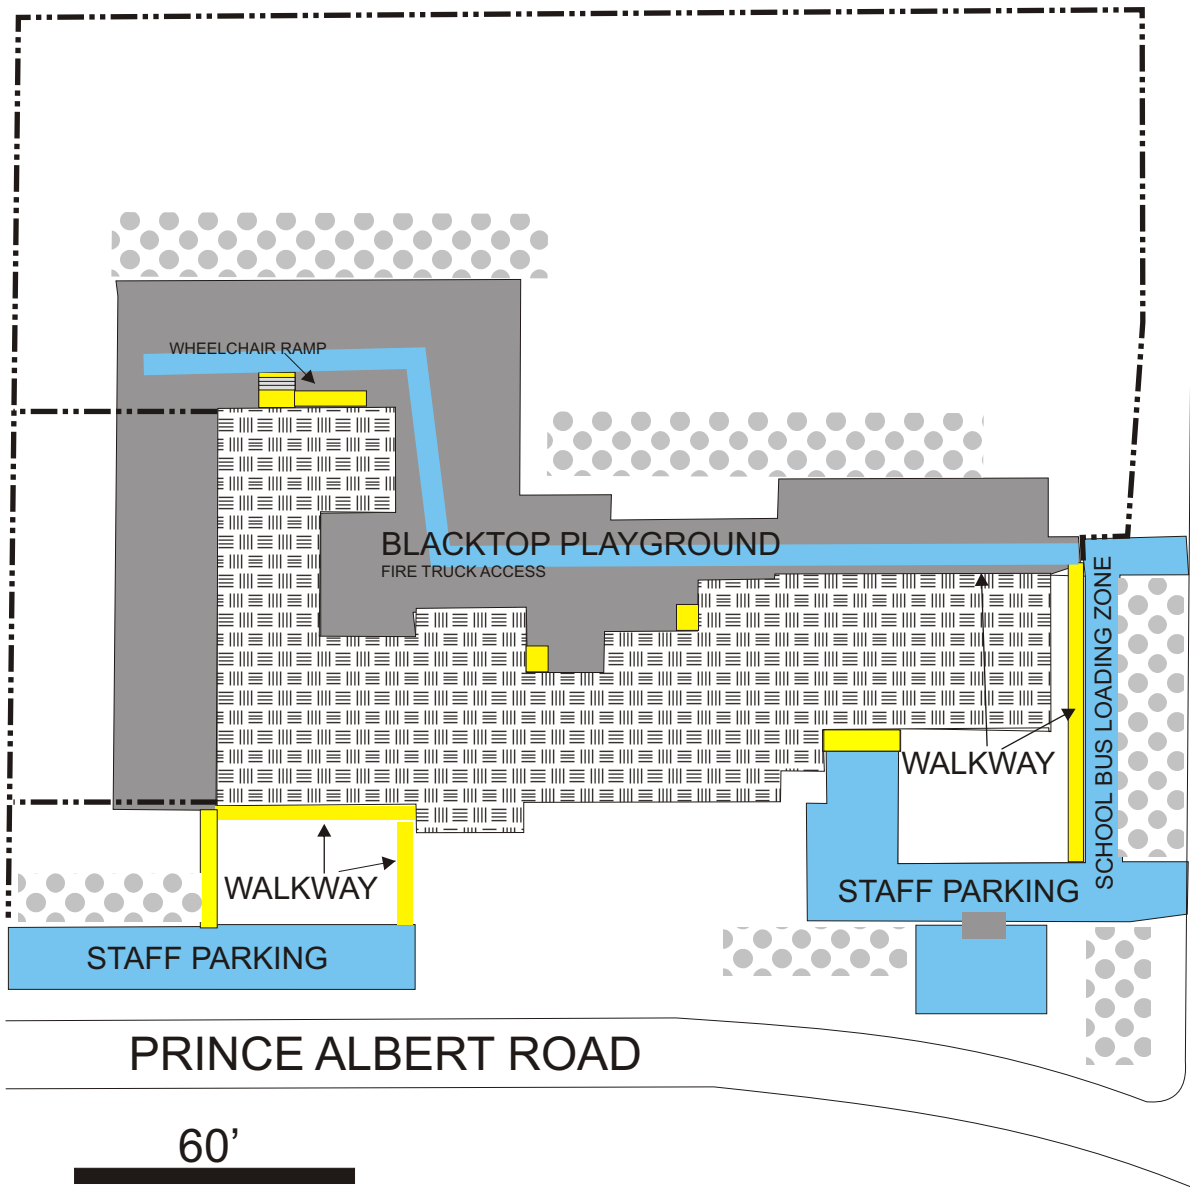 WHEELCHAIR RAMP
BLACKTOP PLAYGROUND
FIRE TRUCK ACCESS
SCHOOL BUS LOADING ZONE
WALKWAY
WALKWAY
STAFF PARKING
STAFF PARKING
PRINCE ALBERT ROAD
60’